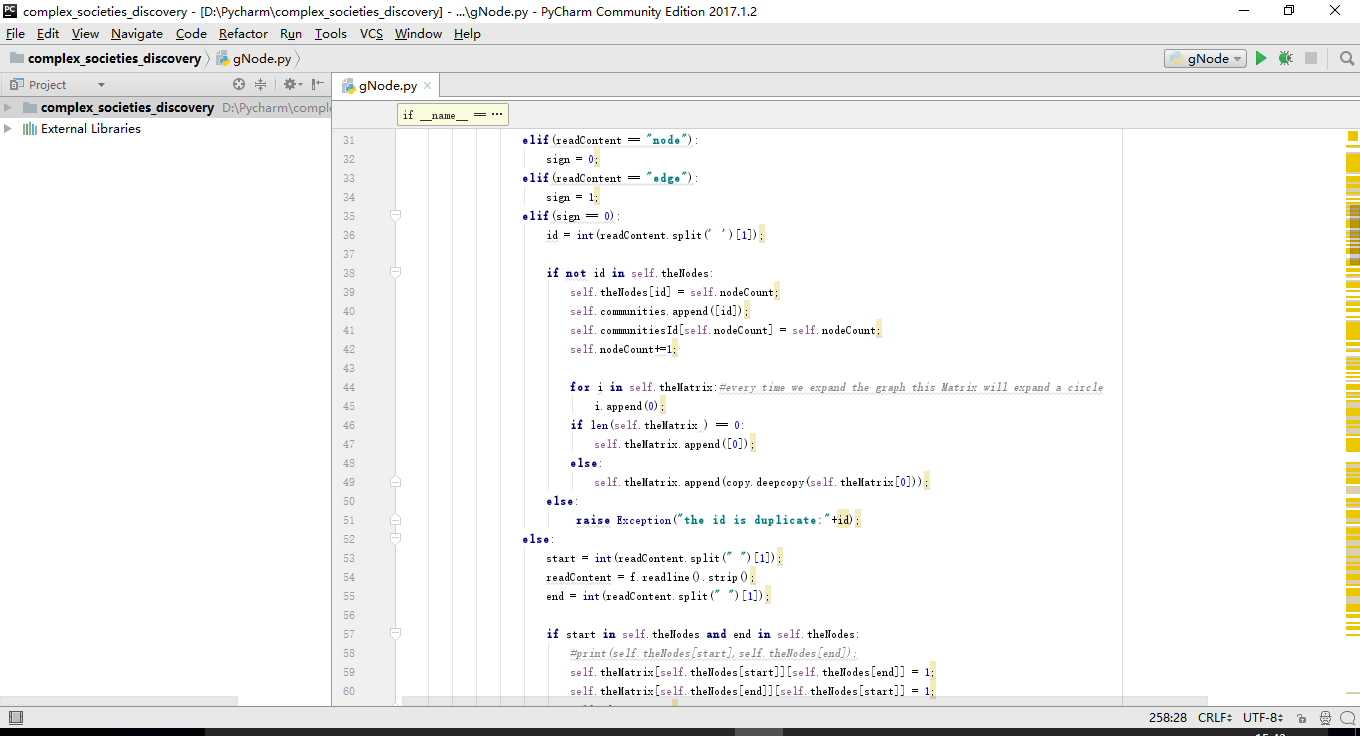 complex_societies_discovery - [D:\Pycharm\complex_societies_discovery] - ...\gNode.py - PyCharm Community Edition 2017.1.2
File Edit View Navigate Code Refactor Run Tools VCS Window Help
complex_societies_discovery gNode.py gNode
Project gNode.py
complex_societies_discovery D:\Pycharm\compl
External Libraries
if __name__ == ...
31 elif(readContent == "node"):
32 sign = 0;
33 elif(readContent == "edge"):
34 sign = 1;
35 elif(sign == 0):
36 id = int(readContent.split(' ')[1]);
37
38 if not id in self.theNodes:
39 self.theNodes[id] = self.nodeCount;
40 self.communities.append([id]);
41 self.communitiesId[self.nodeCount] = self.nodeCount;
42 self.nodeCount+=1;
43
44 for i in self.theMatrix:#every time we expand the graph this Matrix will expand a circle
45 i.append(0);
46 if len(self.theMatrix ) == 0:
47 self.theMatrix.append([0]);
48 else:
49 self.theMatrix.append(copy.deepcopy(self.theMatrix[0]));
50 else:
51 raise Exception("the id is duplicate:"+id);
52 else:
53 start = int(readContent.split(" ")[1]);
54 readContent = f.readline().strip();
55 end = int(readContent.split(" ")[1]);
56
57 if start in self.theNodes and end in self.theNodes:
58 #print(self.theNodes[start],self.theNodes[end]);
59 self.theMatrix[self.theNodes[start]][self.theNodes[end]] = 1;
60 self.theMatrix[self.theNodes[end]][self.theNodes[start]] = 1;
258:28 CRLF UTF-8